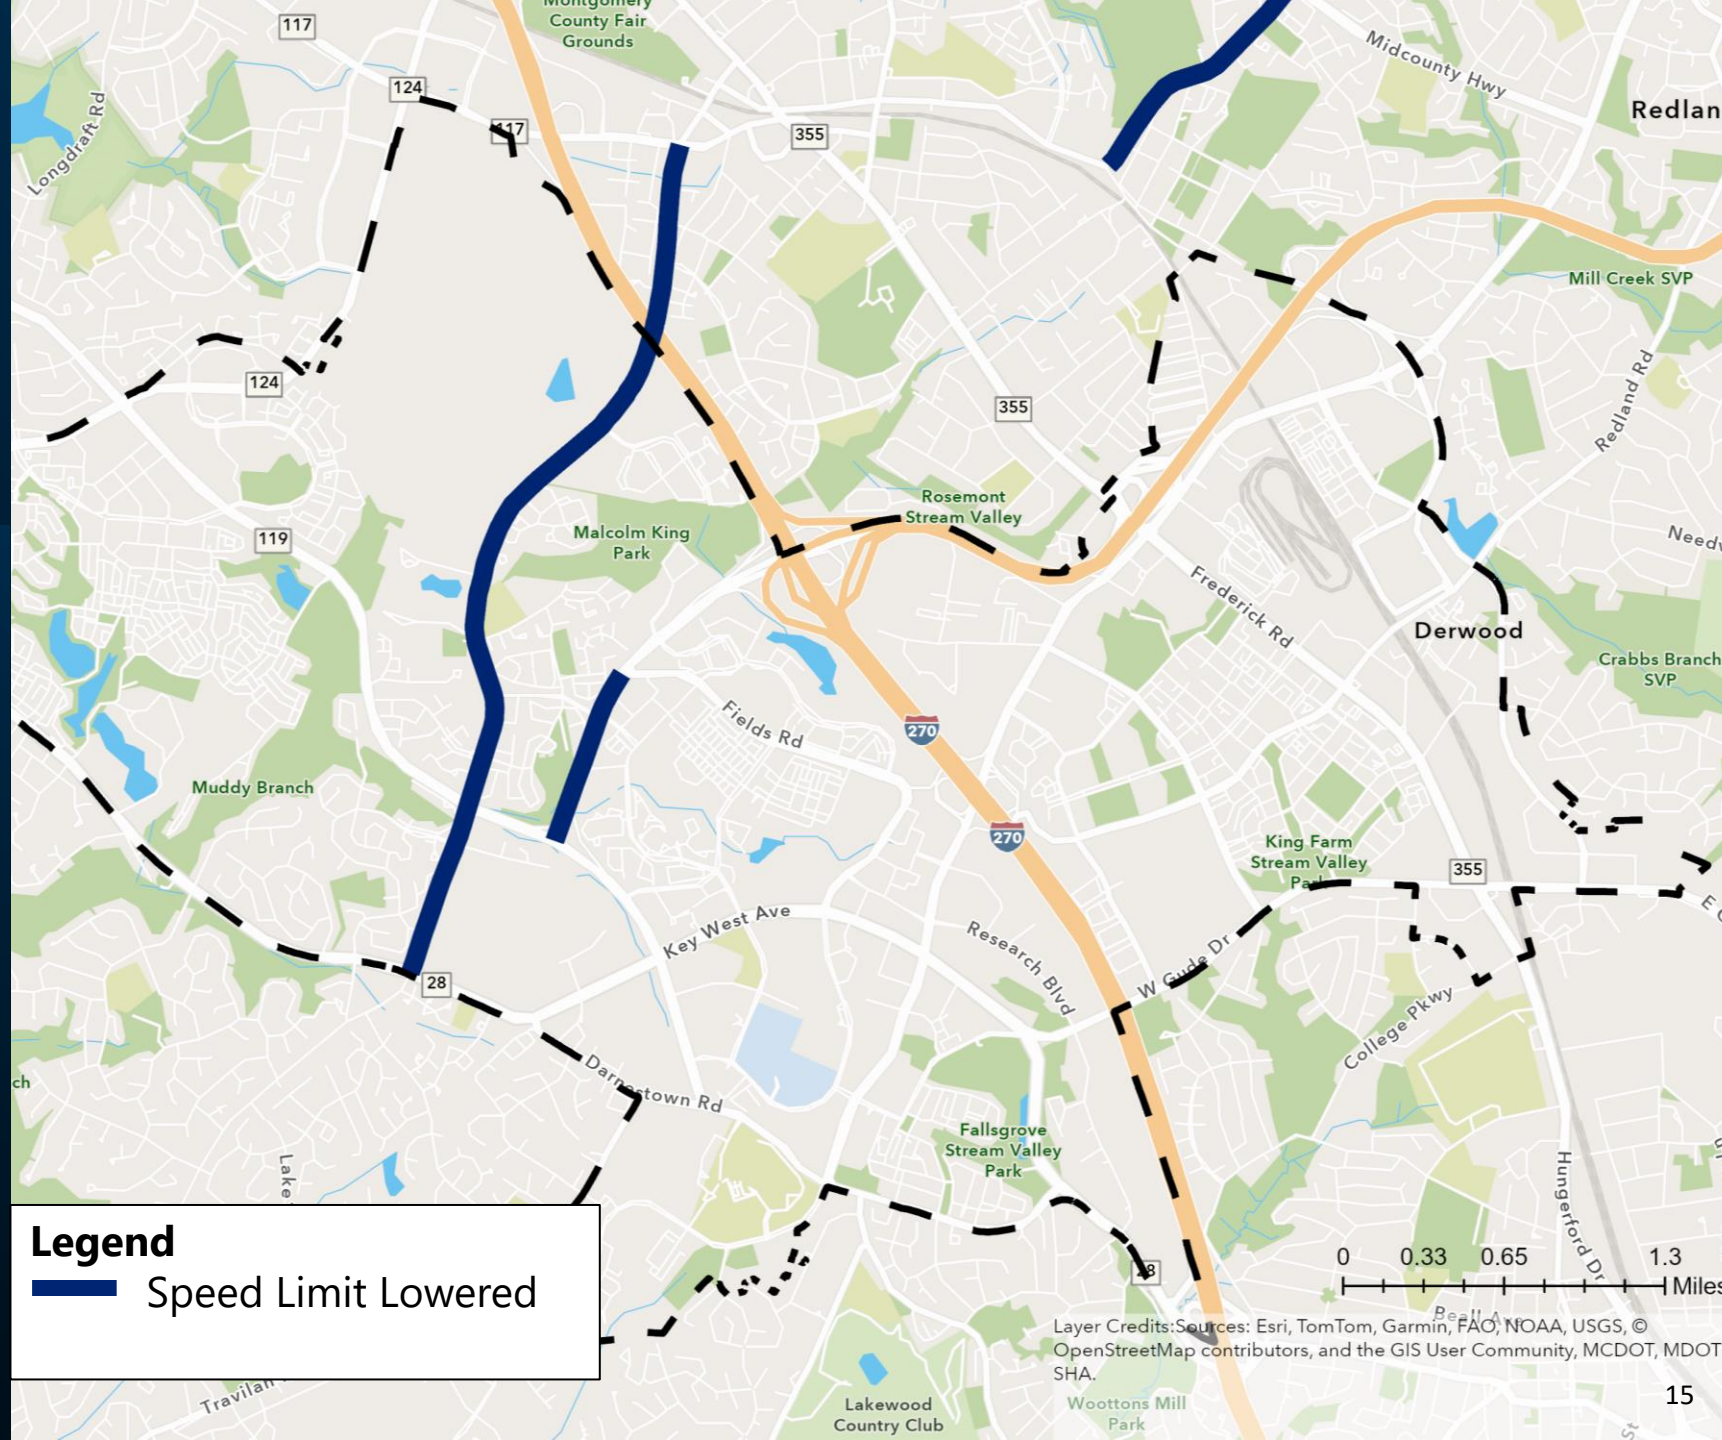 Montgomery
County Fair
Grounds
117
124
117
355
Midcounty Hwy
Redlan
Longdraft Rd
Mill Creek SVP
124
355
Redland Rd
Rosemont
Stream Valley
Malcolm King
Park
119
Frederick Rd
Derwood
Crabbs Branch
SVP
Fields Rd
270
Muddy Branch
270
King Farm
Stream Valley
Park
355
Key West Ave
Research Blvd
W Gude Dr
28
College Pkwy
ch
Darnestown Rd
Fallsgrove
Stream Valley
Park
Hungerford Dr
28
Legend
Speed Limit Lowered
0 0.33 0.65 1.3
Miles
Beall Ave
Layer Credits:Sources: Esri, TomTom, Garmin, FAO, NOAA, USGS, ©
OpenStreetMap contributors, and the GIS User Community, MCDOT, MDOT
SHA.
Lakewood
Country Club
Woottons Mill
Park
15